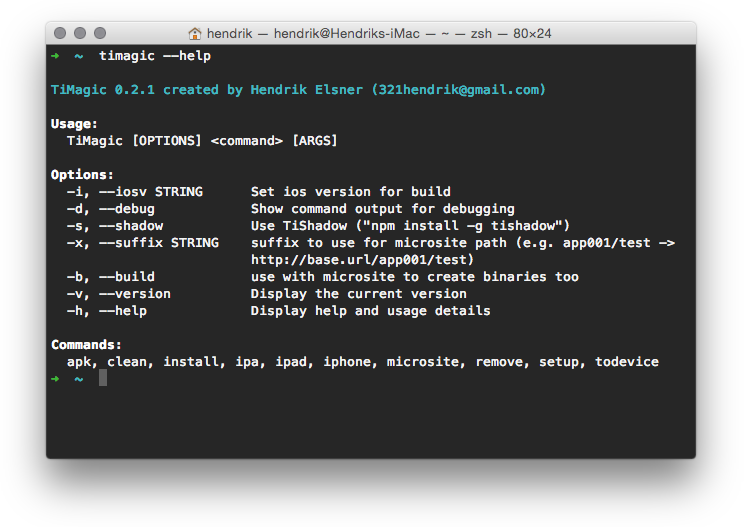 hendrik — hendrik@Hendriks-iMac — ~ — zsh — 80×24
➜  ~  timagic --help
TiMagic 0.2.1 created by Hendrik Elsner (321hendrik@gmail.com)
Usage:
  TiMagic [OPTIONS] <command> [ARGS]
Options:
  -i, --iosv STRING      Set ios version for build
  -d, --debug            Show command output for debugging
  -s, --shadow           Use TiShadow ("npm install -g tishadow")
  -x, --suffix STRING    suffix to use for microsite path (e.g. app001/test ->
                         http://base.url/app001/test)
  -b, --build            use with microsite to create binaries too
  -v, --version          Display the current version
  -h, --help             Display help and usage details
Commands:
  apk, clean, install, ipa, ipad, iphone, microsite, remove, setup, todevice
➜  ~